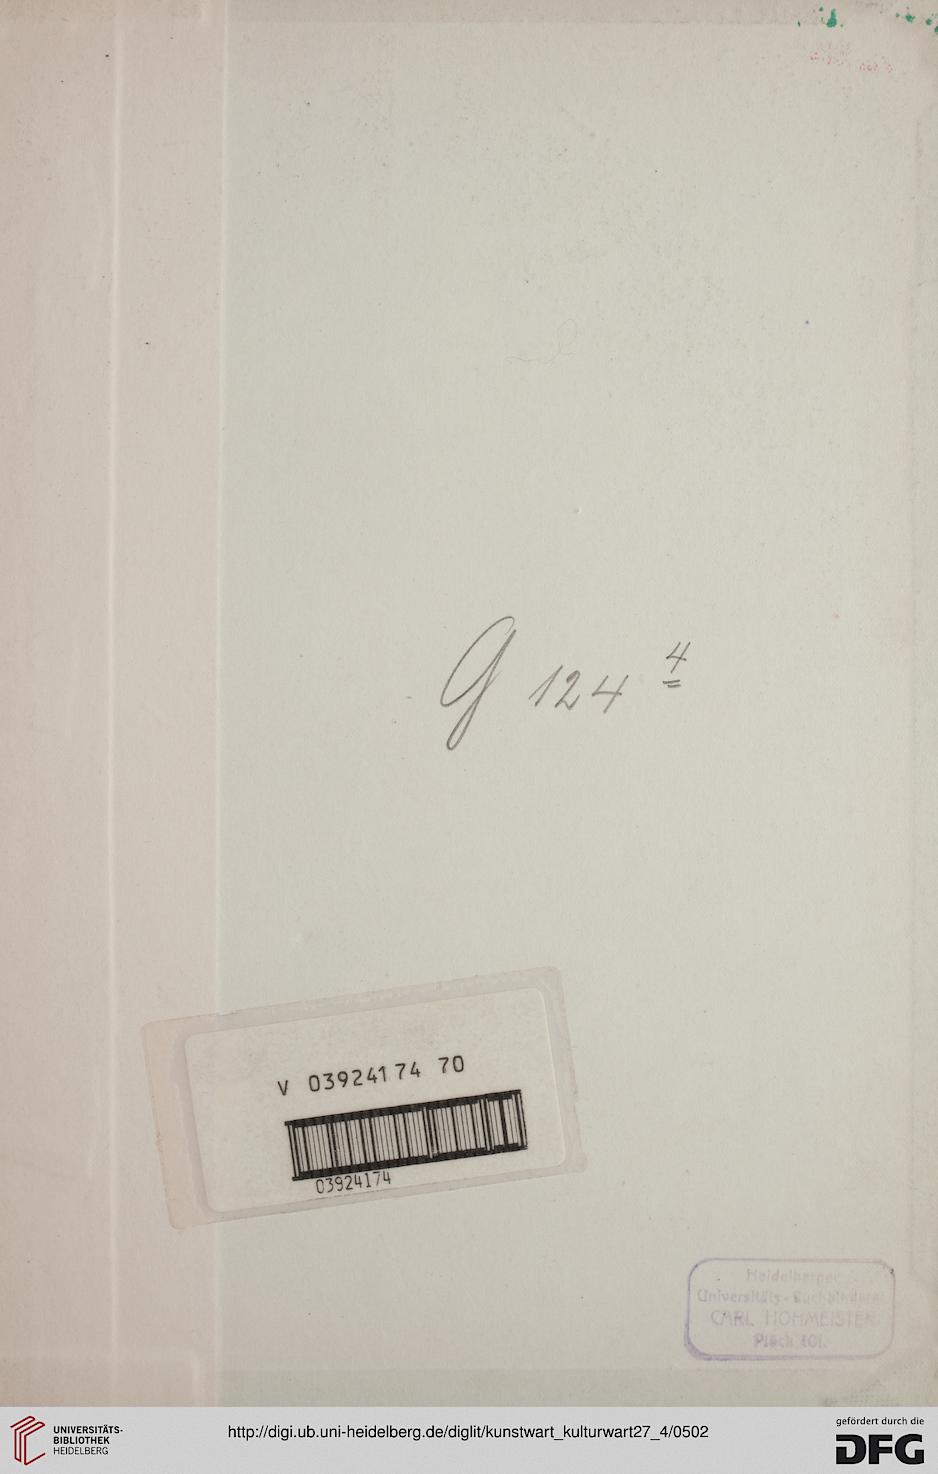 G 124 4
V 03924174 70
03924174
Heidelberger
Universitäts-Buchbinderei
CARL HOHMEISTER
Plöck 101.
UNIVERSITÄTS-
BIBLIOTHEK
HEIDELBERG
http://digi.ub.uni-heidelberg.de/diglit/kunstwart_kulturwart27_4/0502
gefördert durch die
DFG